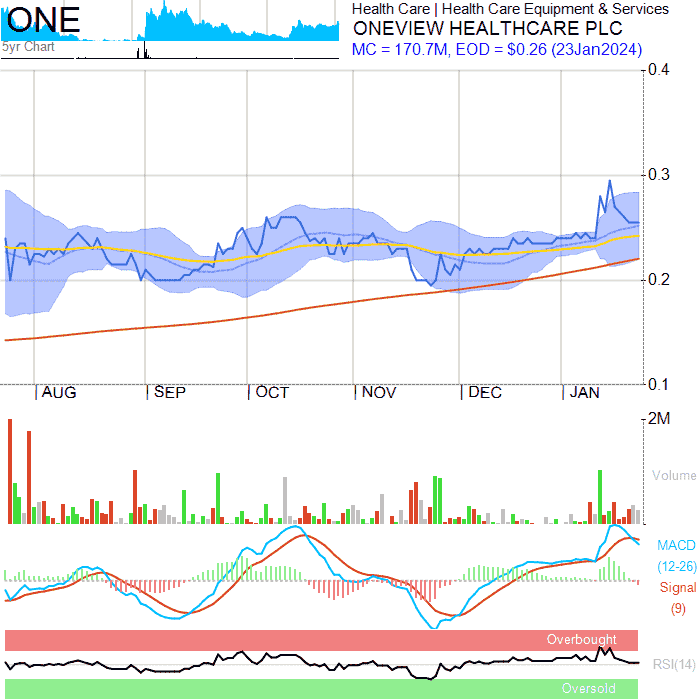 ONE
5yr Chart
Health Care | Health Care Equipment & Services
ONEVIEW HEALTHCARE PLC
MC = 170.7M, EOD = $0.26 (23Jan2024)
0.4
0.3
0.2
0.1
AUG SEP OCT NOV DEC JAN
2M
Volume
MACD
(12-26)
Signal
(9)
Overbought
RSI(14)
Oversold